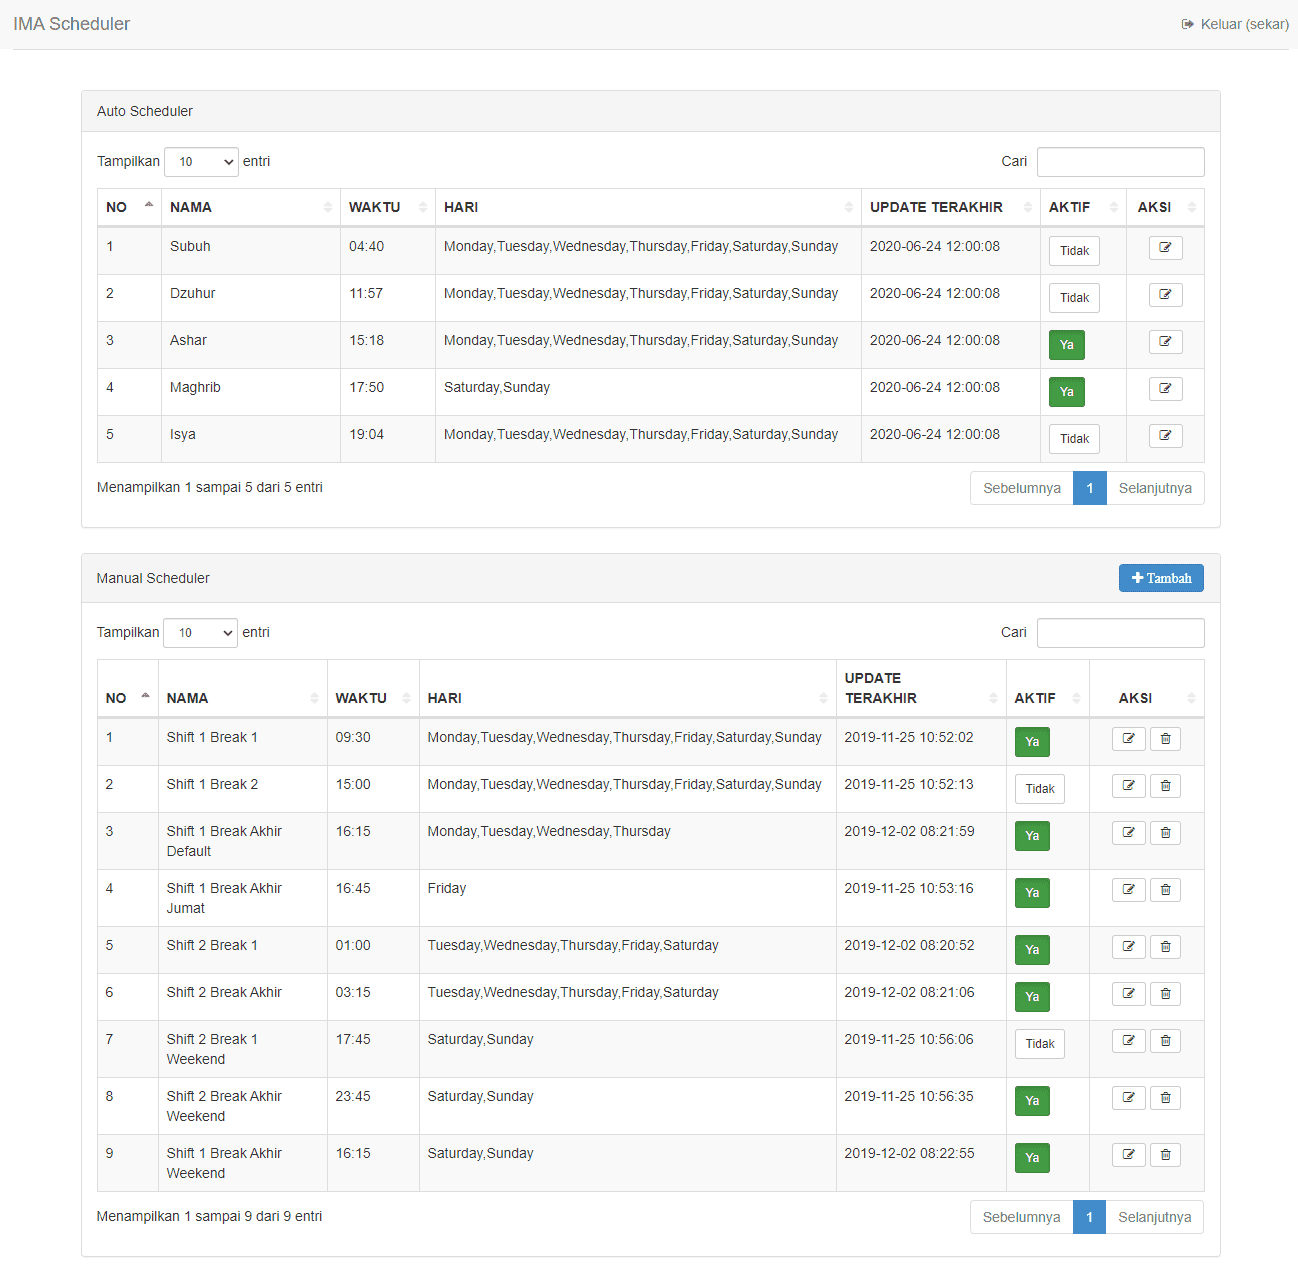 IMA Scheduler
Keluar (sekar)
Auto Scheduler
Tampilkan 10 entri
Cari
NO NAMA WAKTU HARI UPDATE TERAKHIR AKTIF AKSI
1 Subuh 04:40 Monday,Tuesday,Wednesday,Thursday,Friday,Saturday,Sunday 2020-06-24 12:00:08 Tidak
2 Dzuhur 11:57 Monday,Tuesday,Wednesday,Thursday,Friday,Saturday,Sunday 2020-06-24 12:00:08 Tidak
3 Ashar 15:18 Monday,Tuesday,Wednesday,Thursday,Friday,Saturday,Sunday 2020-06-24 12:00:08 Ya
4 Maghrib 17:50 Saturday,Sunday 2020-06-24 12:00:08 Ya
5 Isya 19:04 Monday,Tuesday,Wednesday,Thursday,Friday,Saturday,Sunday 2020-06-24 12:00:08 Tidak
Menampilkan 1 sampai 5 dari 5 entri
Sebelumnya 1 Selanjutnya
Manual Scheduler
Tambah
Tampilkan 10 entri
Cari
UPDATE
NO NAMA WAKTU HARI TERAKHIR AKTIF AKSI
1 Shift 1 Break 1 09:30 Monday,Tuesday,Wednesday,Thursday,Friday,Saturday,Sunday 2019-11-25 10:52:02 Ya
2 Shift 1 Break 2 15:00 Monday,Tuesday,Wednesday,Thursday,Friday,Saturday,Sunday 2019-11-25 10:52:13 Tidak
3 Shift 1 Break Akhir 16:15 Monday,Tuesday,Wednesday,Thursday 2019-12-02 08:21:59 Ya
Default
4 Shift 1 Break Akhir 16:45 Friday 2019-11-25 10:53:16 Ya
Jumat
5 Shift 2 Break 1 01:00 Tuesday,Wednesday,Thursday,Friday,Saturday 2019-12-02 08:20:52 Ya
6 Shift 2 Break Akhir 03:15 Tuesday,Wednesday,Thursday,Friday,Saturday 2019-12-02 08:21:06 Ya
7 Shift 2 Break 1 17:45 Saturday,Sunday 2019-11-25 10:56:06 Tidak
Weekend
8 Shift 2 Break Akhir 23:45 Saturday,Sunday 2019-11-25 10:56:35 Ya
Weekend
9 Shift 1 Break Akhir 16:15 Saturday,Sunday 2019-12-02 08:22:55 Ya
Weekend
Menampilkan 1 sampai 9 dari 9 entri
Sebelumnya 1 Selanjutnya